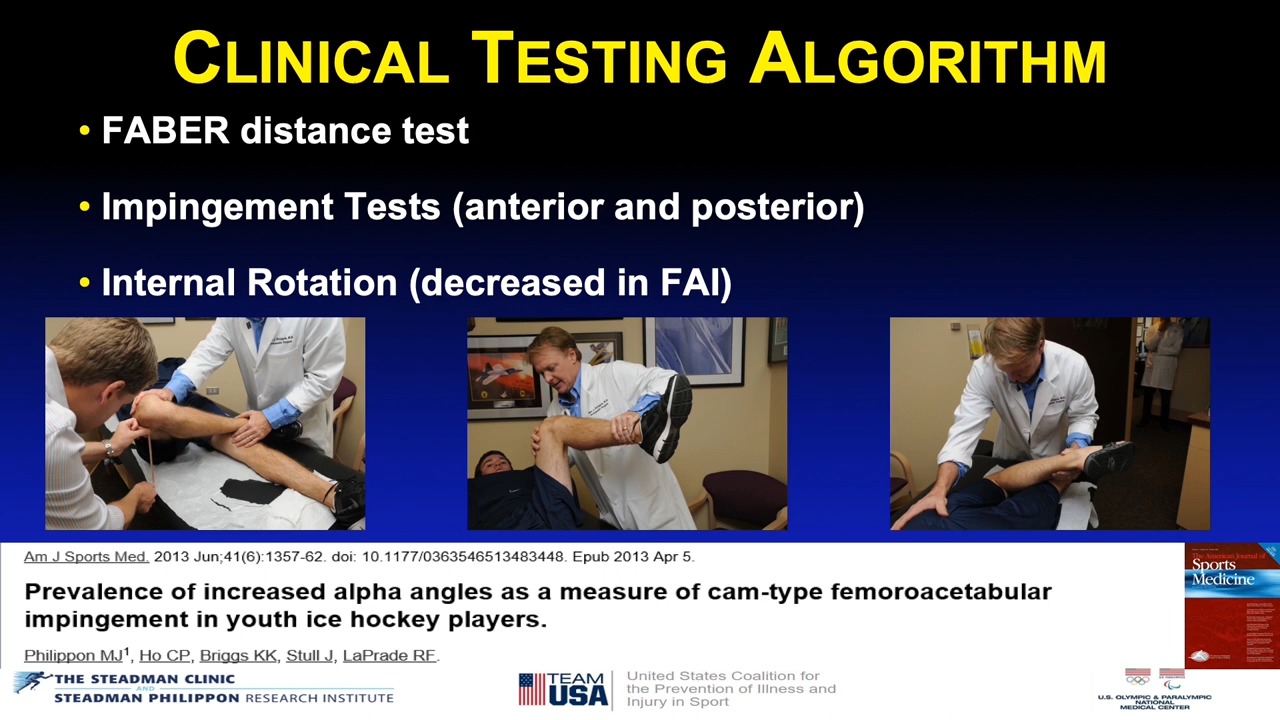 CLINICAL TESTING ALGORITHM
• FABER distance test
• Impingement Tests (anterior and posterior)
• Internal Rotation (decreased in FAI)
Am J Sports Med. 2013 Jun;41(6):1357-62. doi: 10.1177/0363546513483448. Epub 2013 Apr 5.
Prevalence of increased alpha angles as a measure of cam-type femoroacetabular
impingement in youth ice hockey players.
Philippon MJ1, Ho CP, Briggs KK, Stull J, LaPrade RF.
The American Journal of
Sports
Medicine
THE STEADMAN CLINIC
AND
STEADMAN PHILIPPON RESEARCH INSTITUTE
TEAM
USA
United States Coalition for
the Prevention of Illness and
Injury in Sport
U.S. OLYMPIC & PARALYMPIC
NATIONAL
MEDICAL CENTER